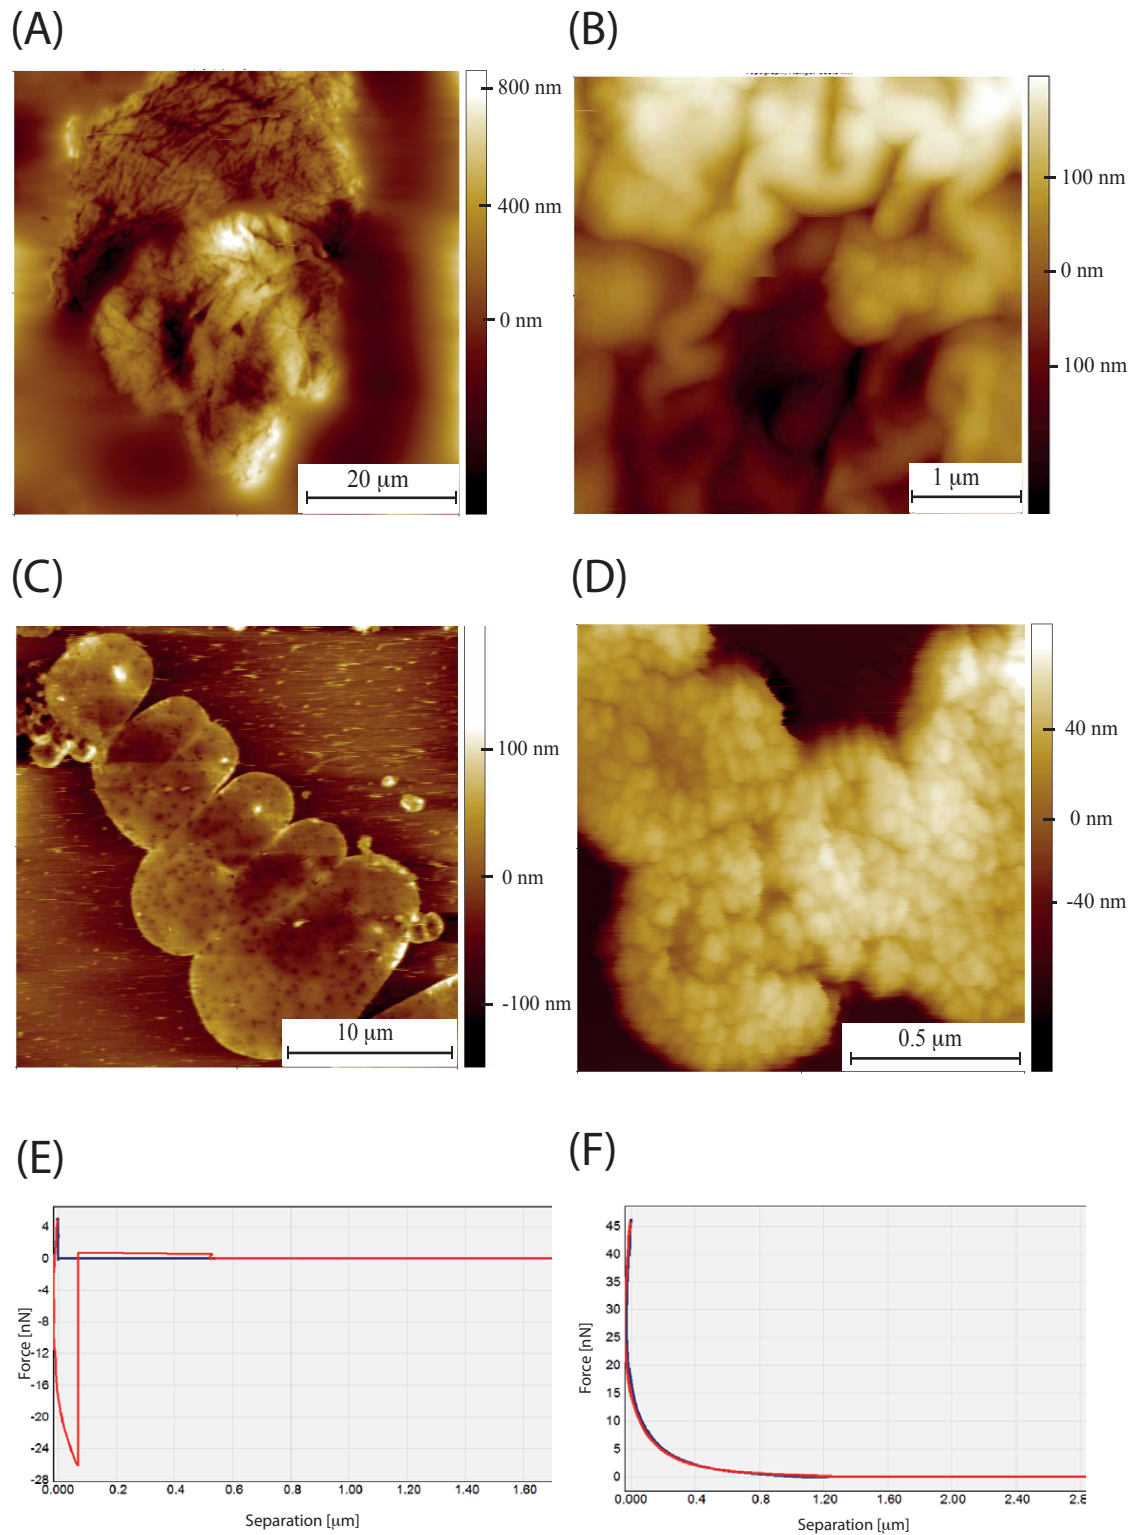 (A)
(B)
800 nm
400 nm
0 nm
20 μm
100 nm
0 nm
100 nm
1 μm
(C)
(D)
100 nm
0 nm
-100 nm
10 μm
40 nm
0 nm
-40 nm
0.5 μm
(E)
(F)
4
0
-4
-8
-12
-16
-20
-24
-28
Force [nN]
0.000 0.2 0.4 0.6 0.8 1.00 1.20 1.40 1.60
Separation [μm]
45
40
35
30
25
20
15
10
5
0
Force [nN]
0.000 0.4 0.8 1.20 1.60 2.00 2.40 2.8
Separation [μm]